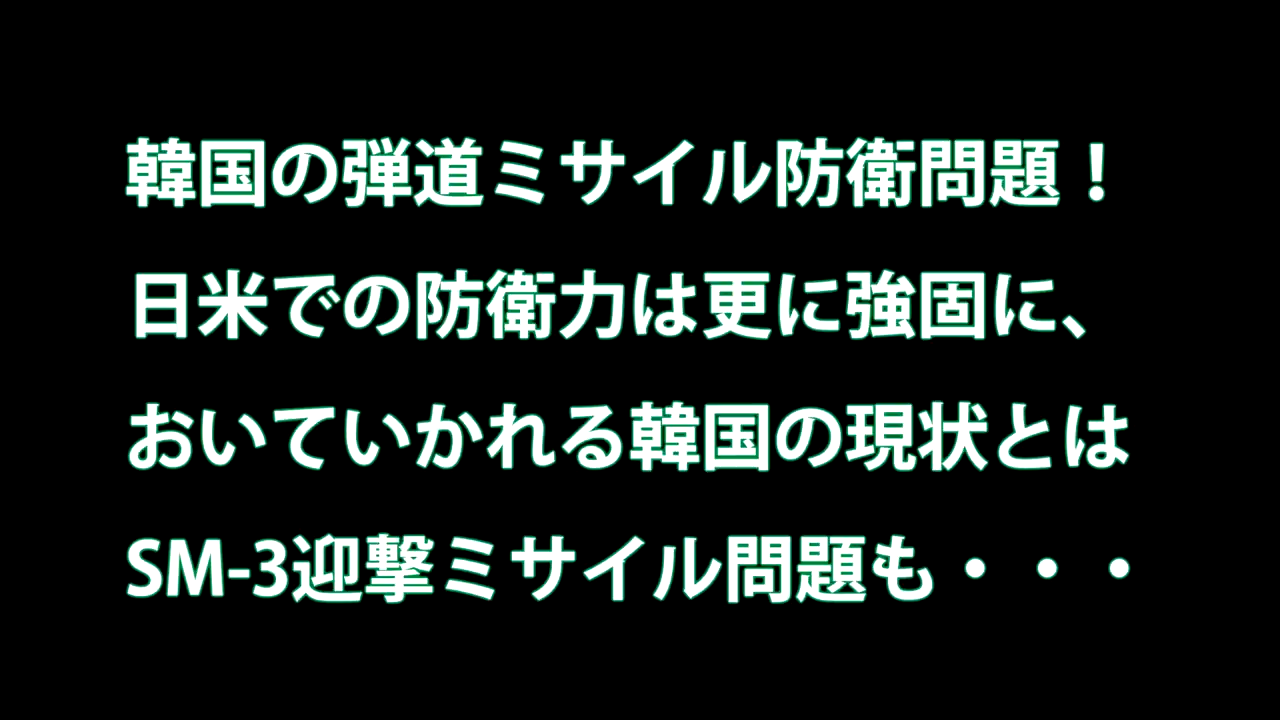 韓国の弾道ミサイル防衛問題！
日米での防衛力は更に強固に、
おいていかれる韓国の現状とは
SM-3迎撃ミサイル問題も・・・